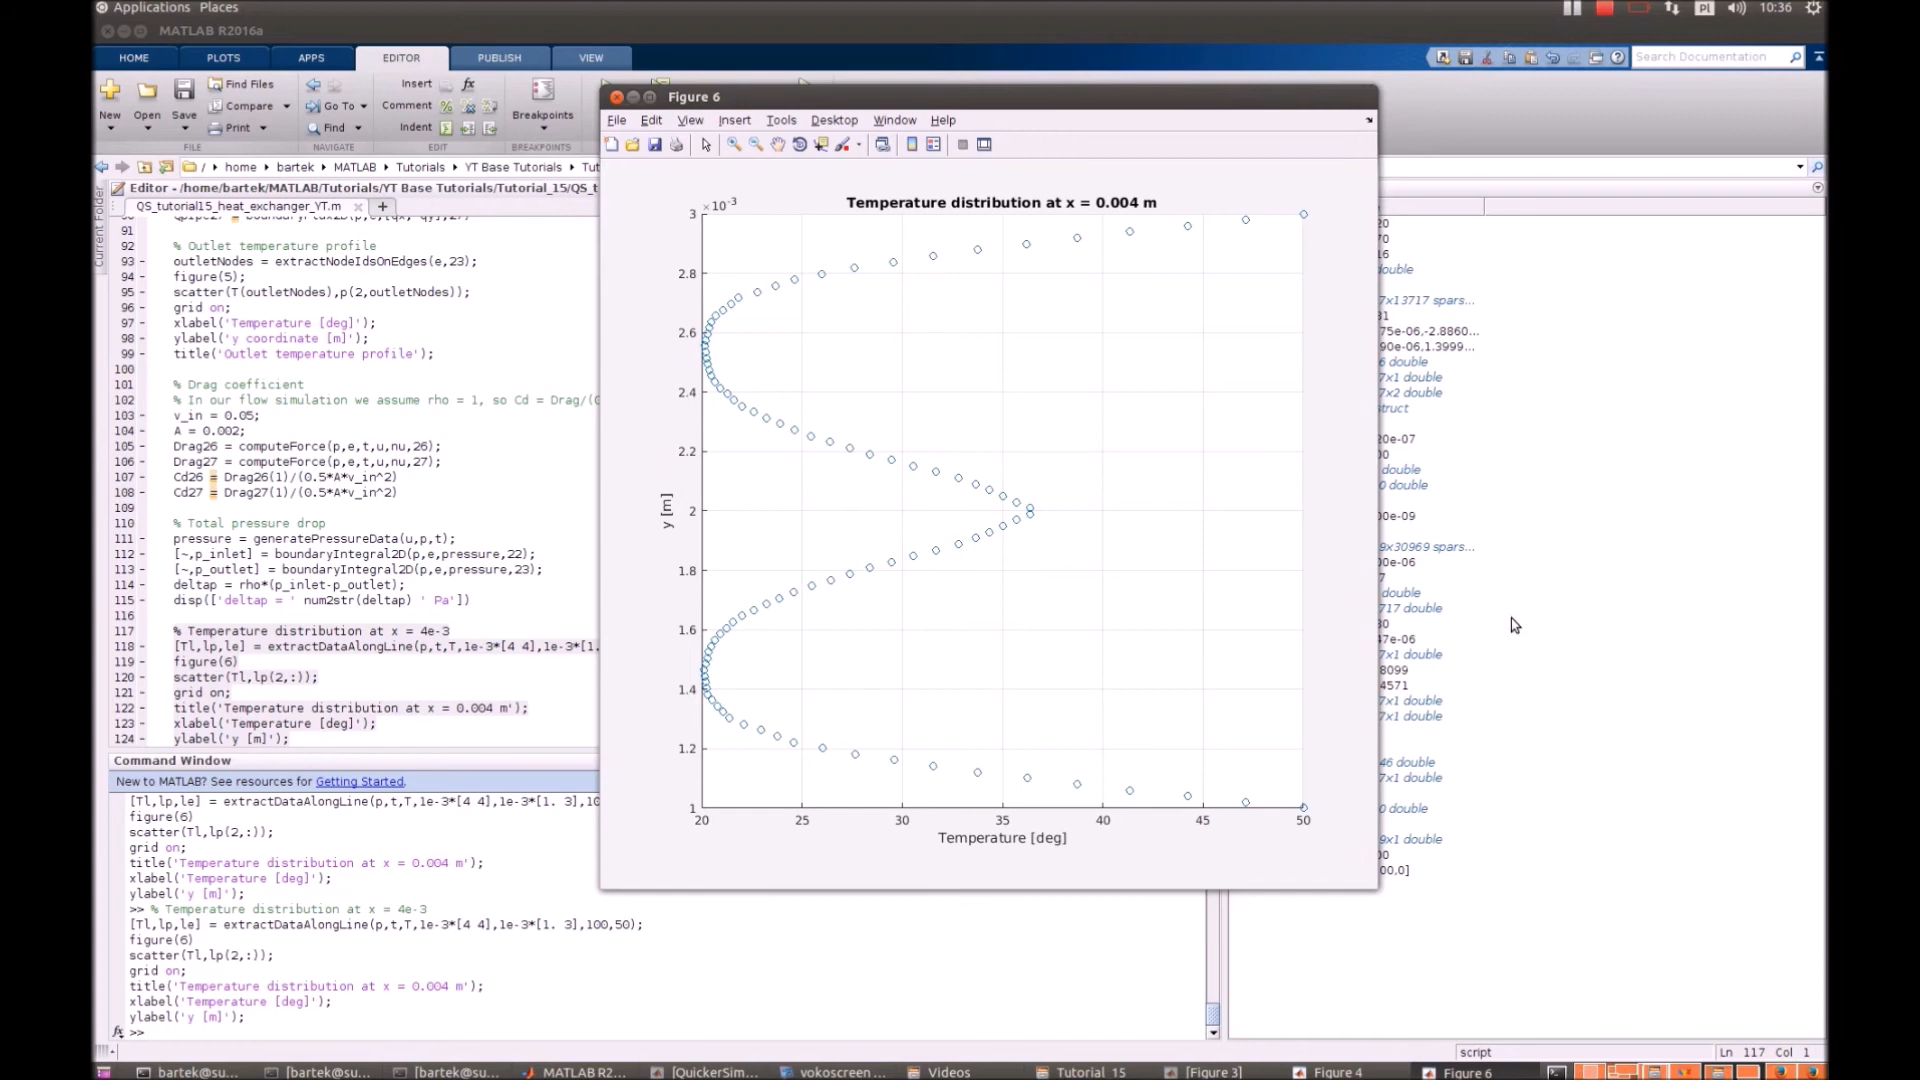 Applications Places
Pl 10:36
MATLAB R2016a
HOME PLOTS APPS EDITOR PUBLISH VIEW
Search Documentation
New Open Save Find Files Compare Print
Go To Find
Insert fx
Comment %
Indent
Breakpoints
FILE NAVIGATE EDIT BREAKPOINTS
/ home bartek MATLAB Tutorials YT Base Tutorials Tut
Current Folder
Editor - /home/bartek/MATLAB/Tutorials/YT Base Tutorials/Tutorial_15/QS_t
QS_tutorial15_heat_exchanger_YT.m
91
92 % Outlet temperature profile
93 - outletNodes = extractNodeIdsOnEdges(e,23);
94 - figure(5);
95 - scatter(T(outletNodes),p(2,outletNodes));
96 - grid on;
97 - xlabel('Temperature [deg]');
98 - ylabel('y coordinate [m]');
99 - title('Outlet temperature profile');
100
101 % Drag coefficient
102 % In our flow simulation we assume rho = 1, so Cd = Drag/(
103 - v_in = 0.05;
104 - A = 0.002;
105 - Drag26 = computeForce(p,e,t,u,nu,26);
106 - Drag27 = computeForce(p,e,t,u,nu,27);
107 - Cd26 = Drag26(1)/(0.5*A*v_in^2)
108 - Cd27 = Drag27(1)/(0.5*A*v_in^2)
109
110 % Total pressure drop
111 - pressure = generatePressureData(u,p,t);
112 - [~,p_inlet] = boundaryIntegral2D(p,e,pressure,22);
113 - [~,p_outlet] = boundaryIntegral2D(p,e,pressure,23);
114 - deltap = rho*(p_inlet-p_outlet);
115 - disp(['deltap = ' num2str(deltap) ' Pa'])
116
117 % Temperature distribution at x = 4e-3
118 - [Tl,lp,le] = extractDataAlongLine(p,t,T,1e-3*[4 4],1e-3*[1.
119 - figure(6)
120 - scatter(Tl,lp(2,:));
121 - grid on;
122 - title('Temperature distribution at x = 0.004 m');
123 - xlabel('Temperature [deg]');
124 - ylabel('y [m]');
Command Window
New to MATLAB? See resources for Getting Started.
[Tl,lp,le] = extractDataAlongLine(p,t,T,1e-3*[4 4],1e-3*[1. 3],10
figure(6)
scatter(Tl,lp(2,:));
grid on;
title('Temperature distribution at x = 0.004 m');
xlabel('Temperature [deg]');
ylabel('y [m]');
>> % Temperature distribution at x = 4e-3
[Tl,lp,le] = extractDataAlongLine(p,t,T,1e-3*[4 4],1e-3*[1. 3],100,50);
figure(6)
scatter(Tl,lp(2,:));
grid on;
title('Temperature distribution at x = 0.004 m');
xlabel('Temperature [deg]');
ylabel('y [m]');
fx >>
Figure 6
File Edit View Insert Tools Desktop Window Help
×10⁻³
Temperature distribution at x = 0.004 m
3
2.8
2.6
2.4
2.2
2
1.8
1.6
1.4
1.2
1
y [m]
20 25 30 35 40 45 50
Temperature [deg]
20
70
16
double
7x13717 spars...
31
75e-06,-2.8860...
90e-06,1.3999...
6 double
7x1 double
7x2 double
truct
20e-07
00
double
0 double
00e-09
9x30969 spars...
00e-06
7
double
717 double
30
47e-06
7x1 double
8099
4571
7x1 double
7x1 double
46 double
7x1 double
0 double
9x1 double
00
00,0]
script Ln 117 Col 1
bartek@su... [bartek@su... [bartek@su... MATLAB R2... [QuickerSim... vokoscreen ... Videos Tutorial_15 [Figure 3] Figure 4 Figure 6